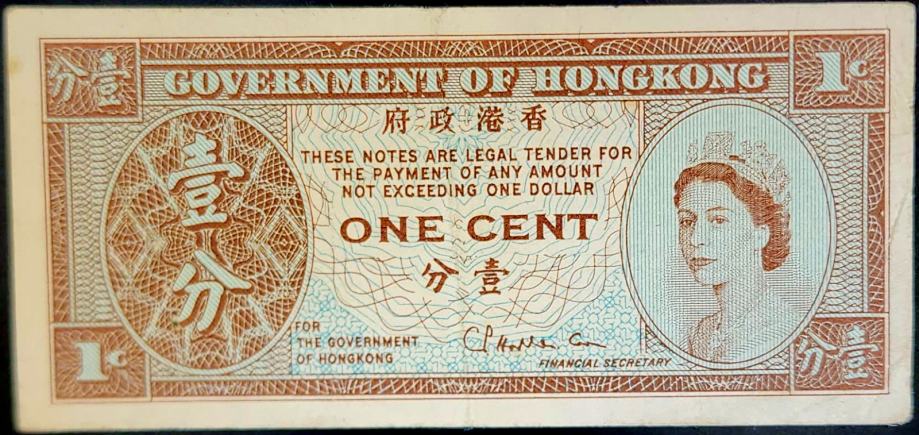 分壹 GOVERNMENT OF HONGKONG 1¢
府政港香
THESE NOTES ARE LEGAL TENDER FOR
THE PAYMENT OF ANY AMOUNT
NOT EXCEEDING ONE DOLLAR
壹分
ONE CENT
分壹
FOR
THE GOVERNMENT
OF HONGKONG
FINANCIAL SECRETARY
1¢ 分壹